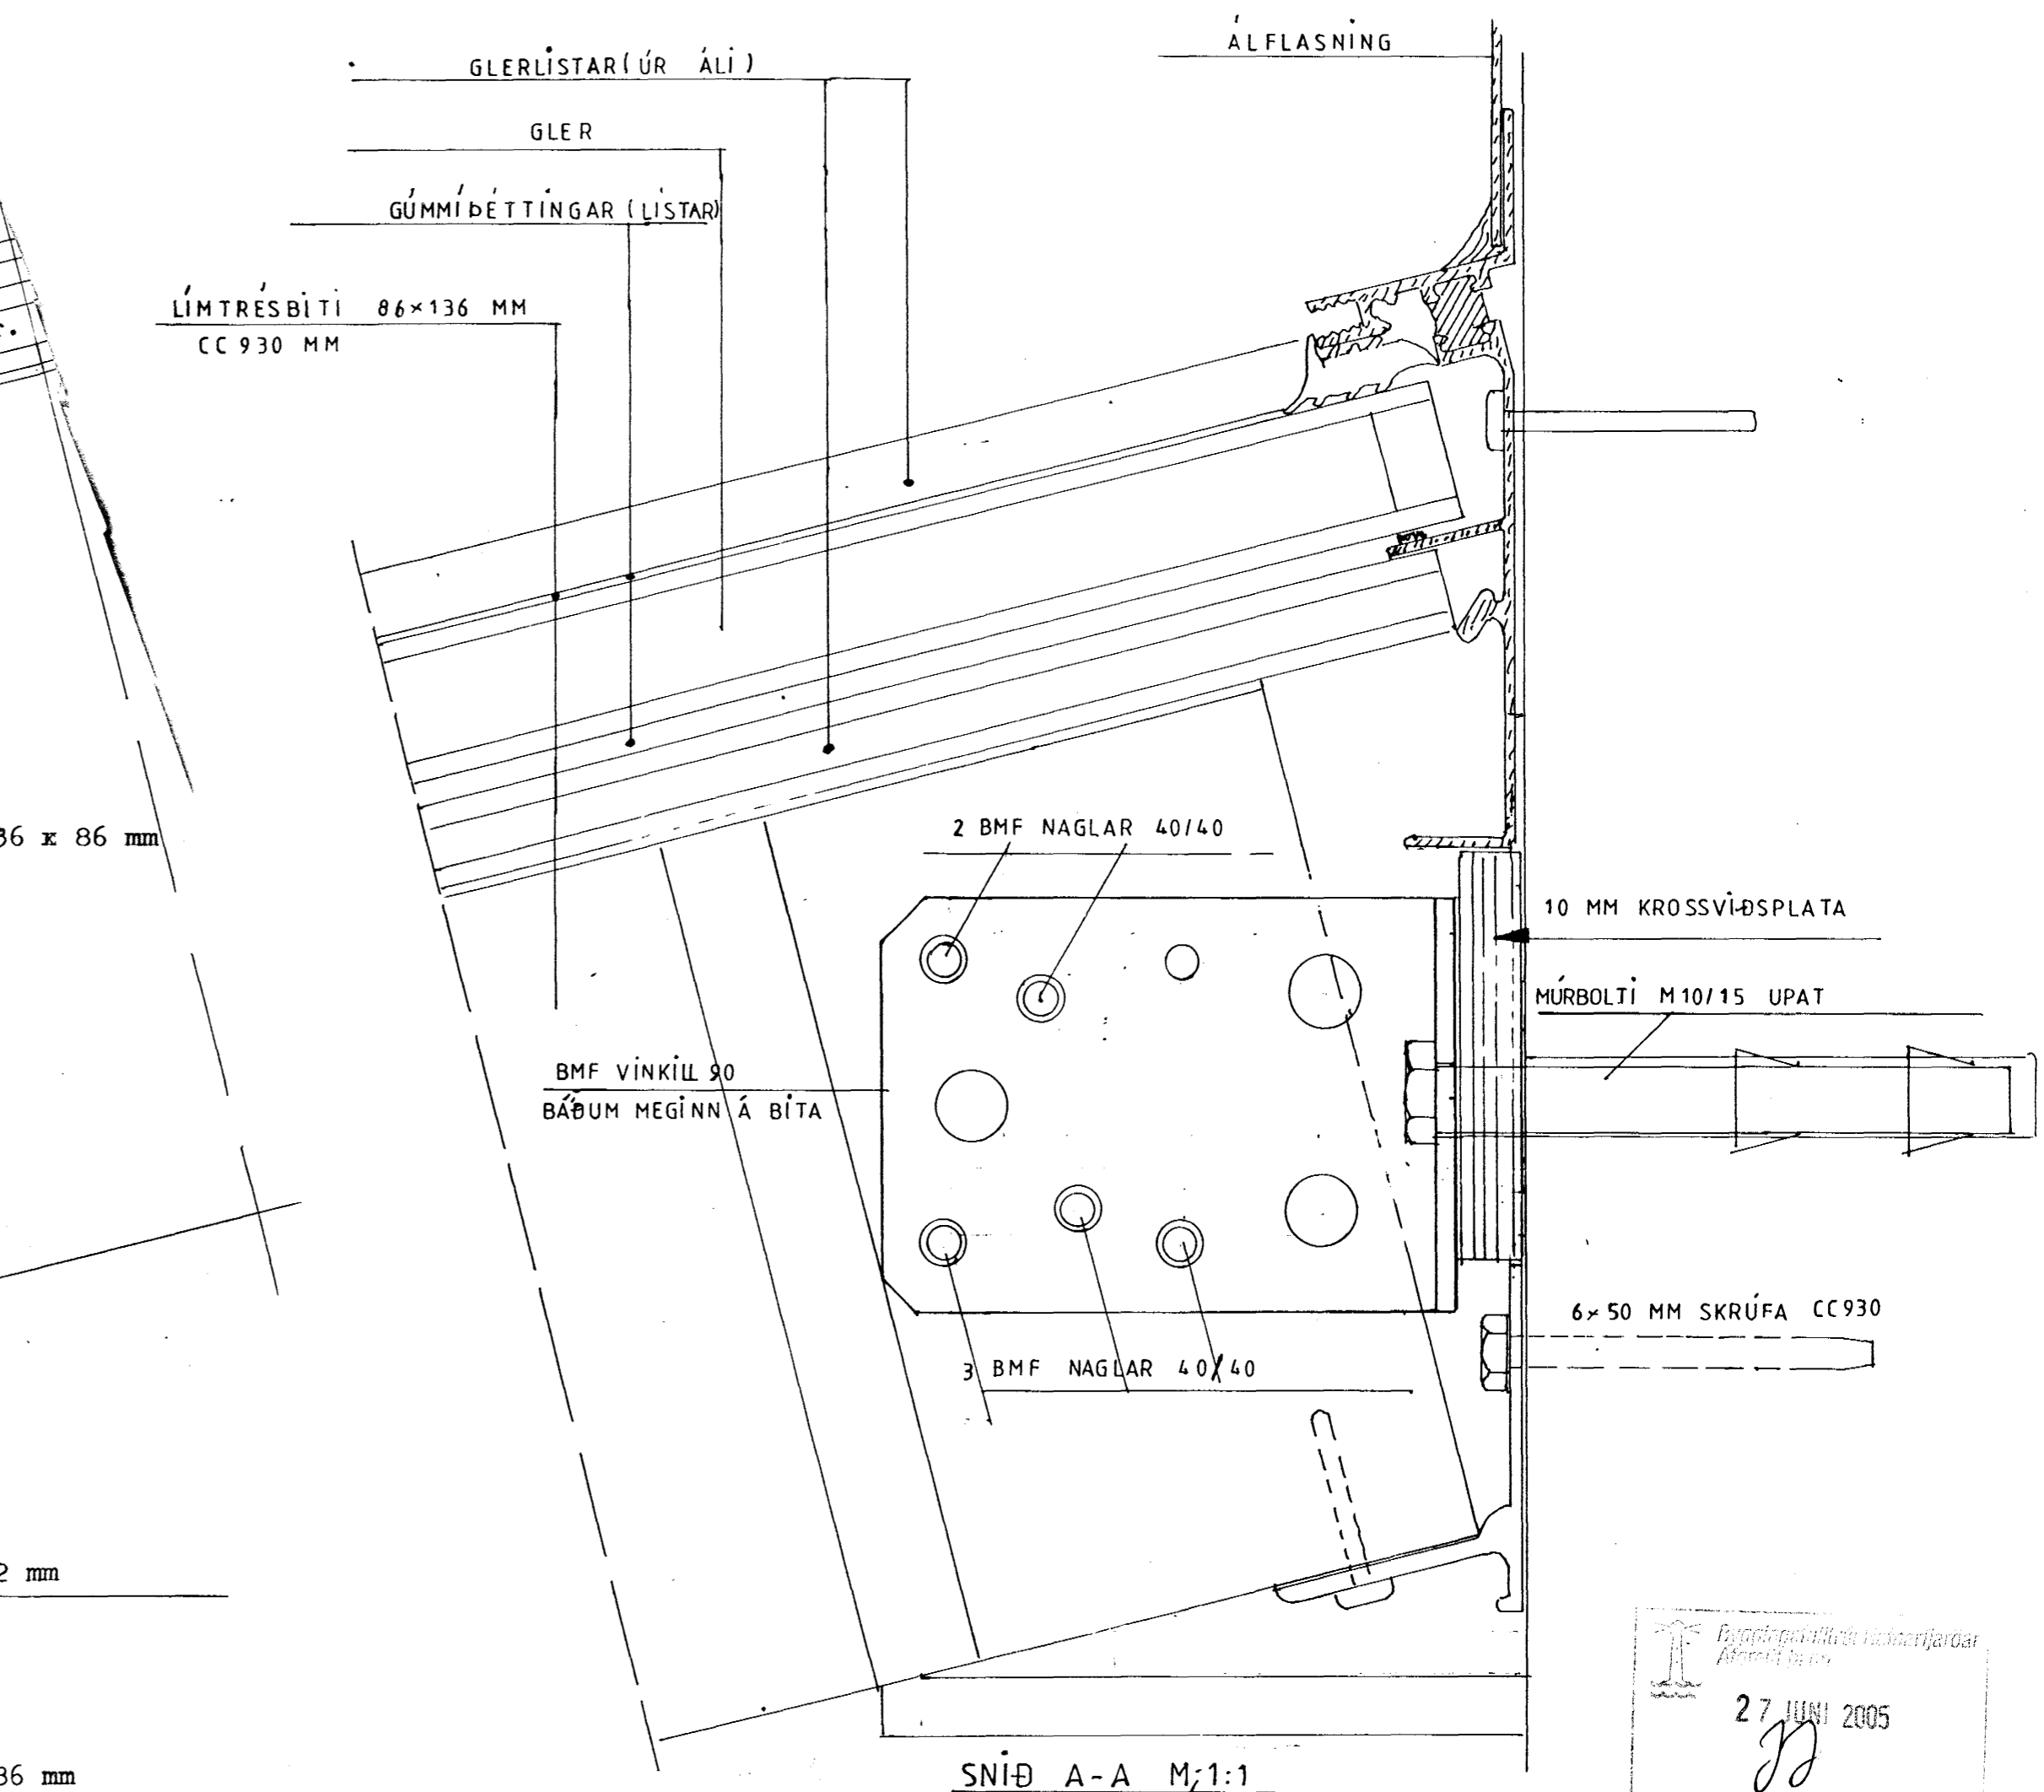 ÁLFLASNING
GLERLISTAR (ÚR ÁLI)
GLER
GÚMMÍÞÉTTINGAR (LISTAR)
LÍMTRÉSBITI 86×136 MM
CC 930 MM
36 x 86 mm
2 BMF NAGLAR 40/40
10 MM KROSSVIÐSPLATA
MÚRBOLTI M10/15 UPAT
BMF VINKILL 90
BÁÐUM MEGINN Á BITA
6×50 MM SKRÚFA CC930
3 BMF NAGLAR 40/40
2 mm
27 JUNI 2005
36 mm
SNIÐ A-A M;1:1